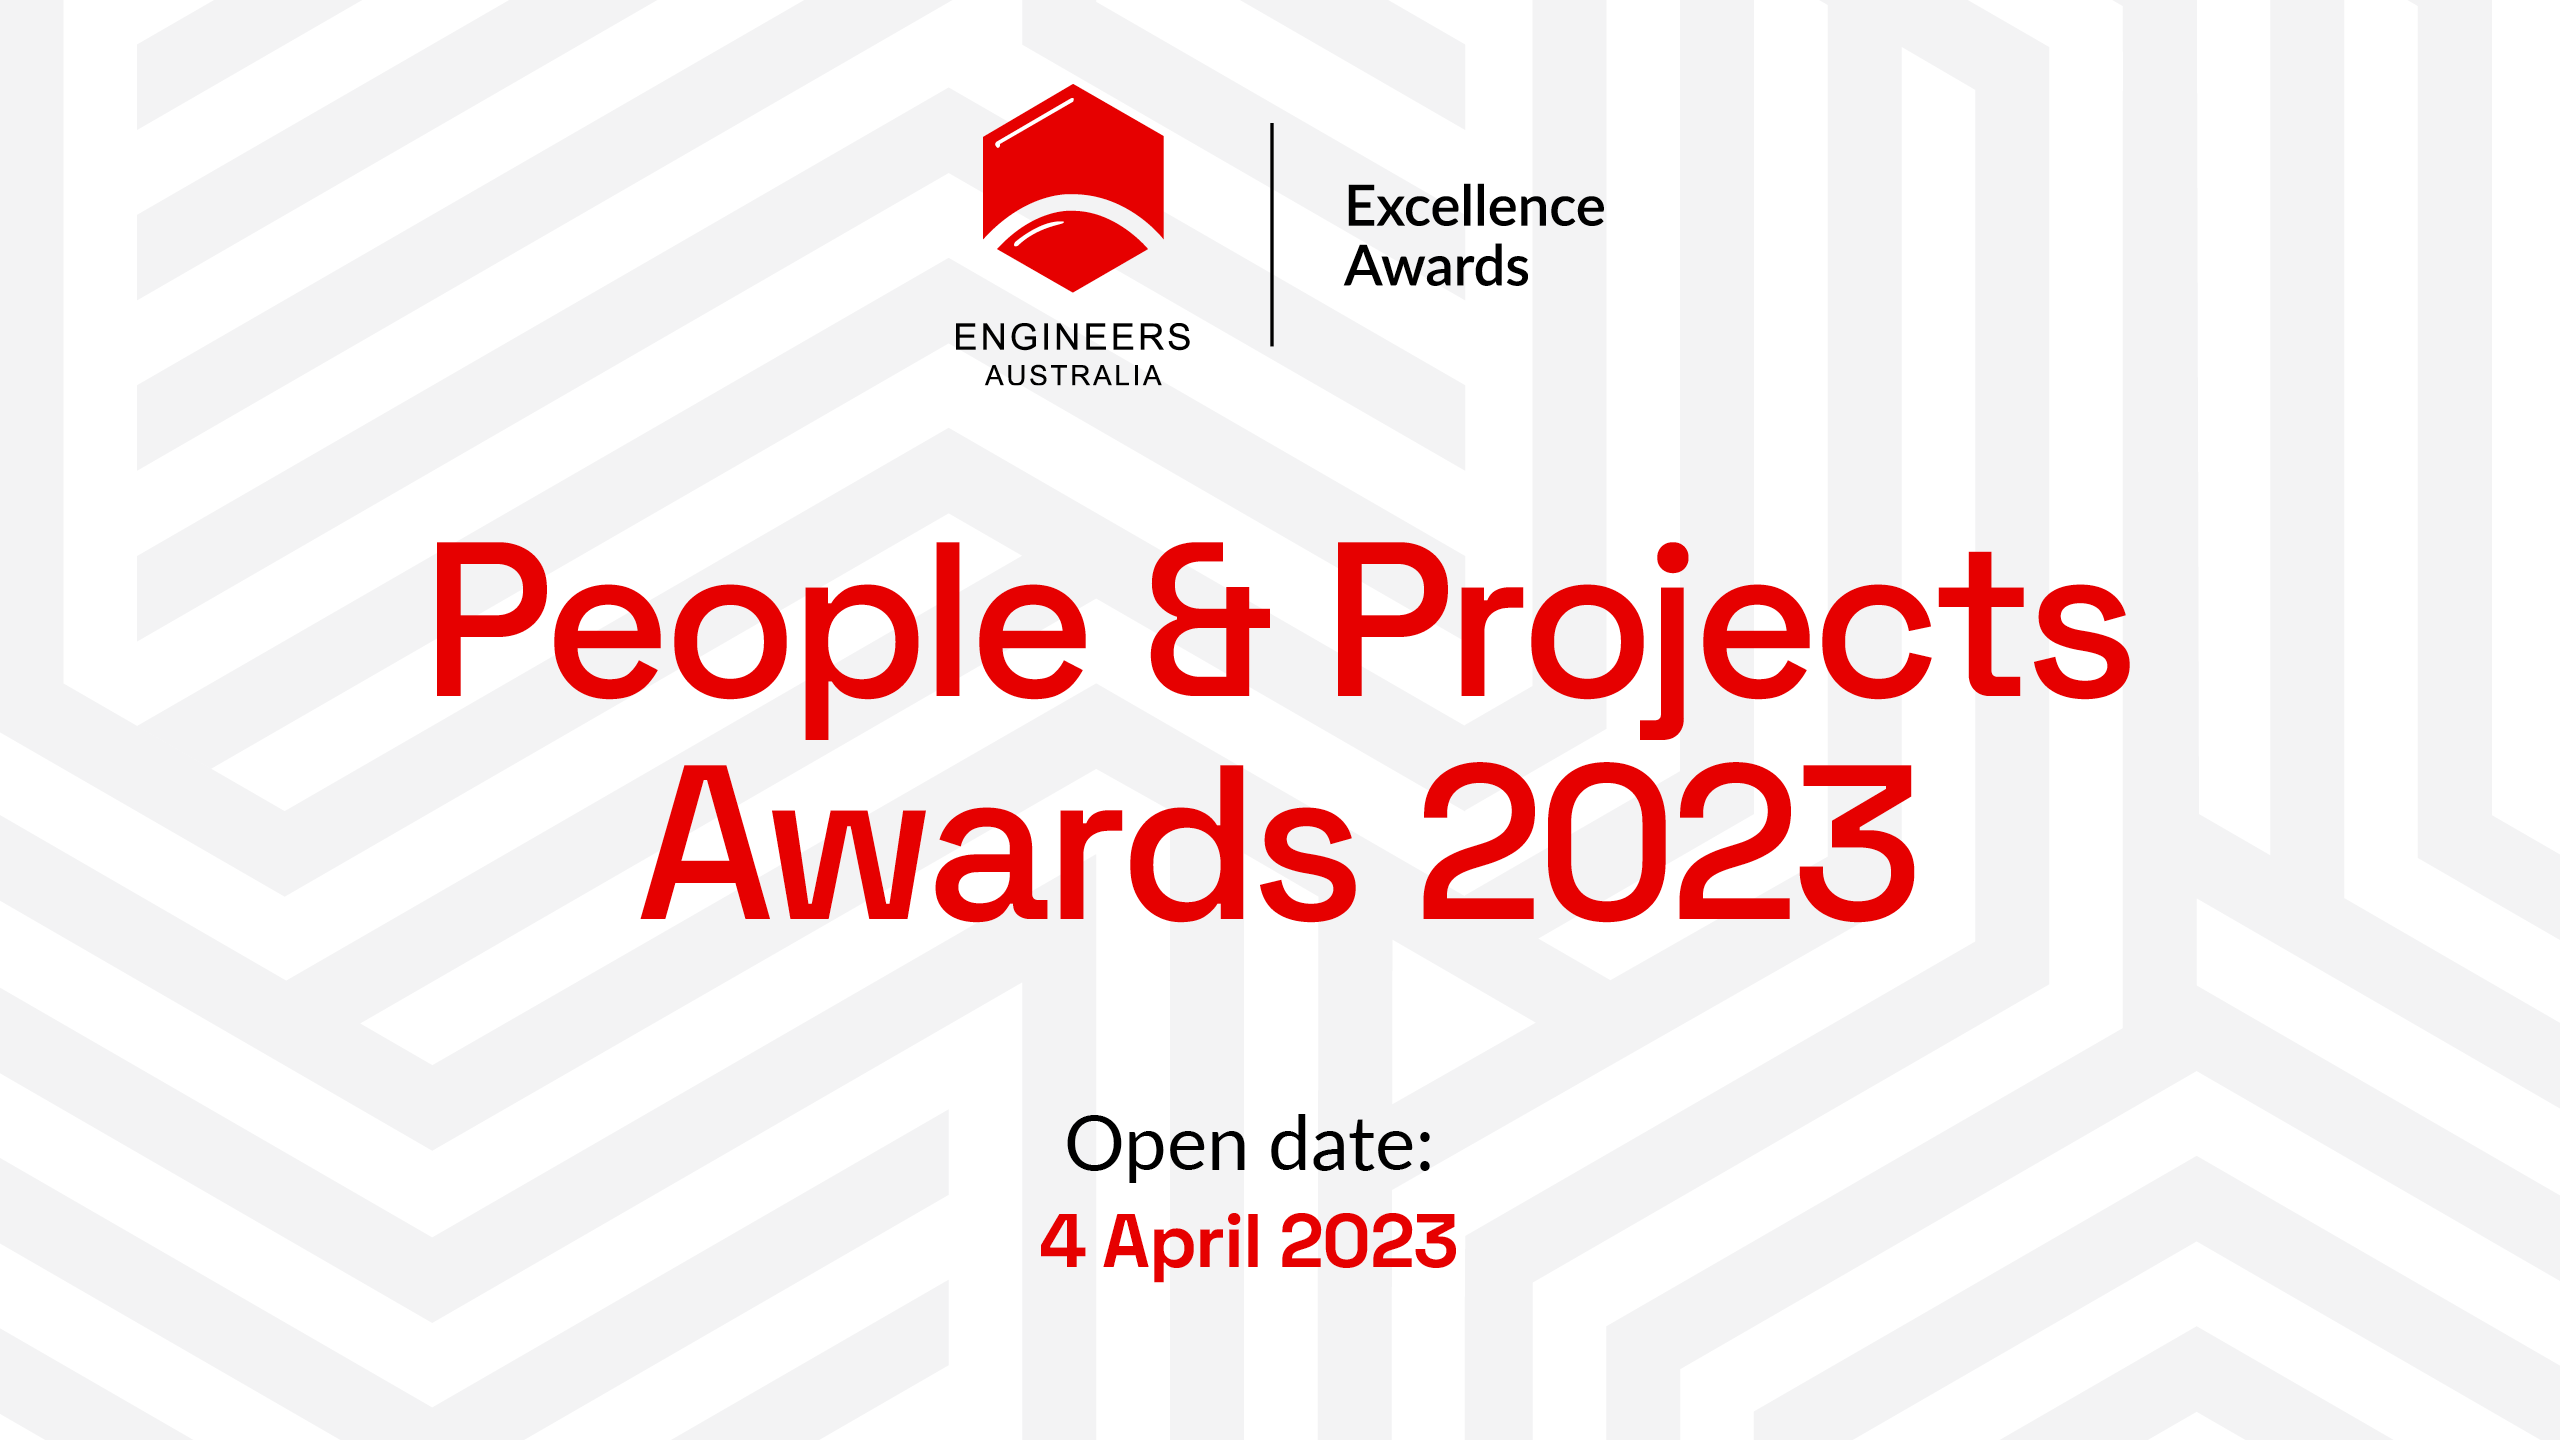 ENGINEERS
AUSTRALIA
Excellence
Awards
People & Projects
Awards 2023
Open date:
4 April 2023